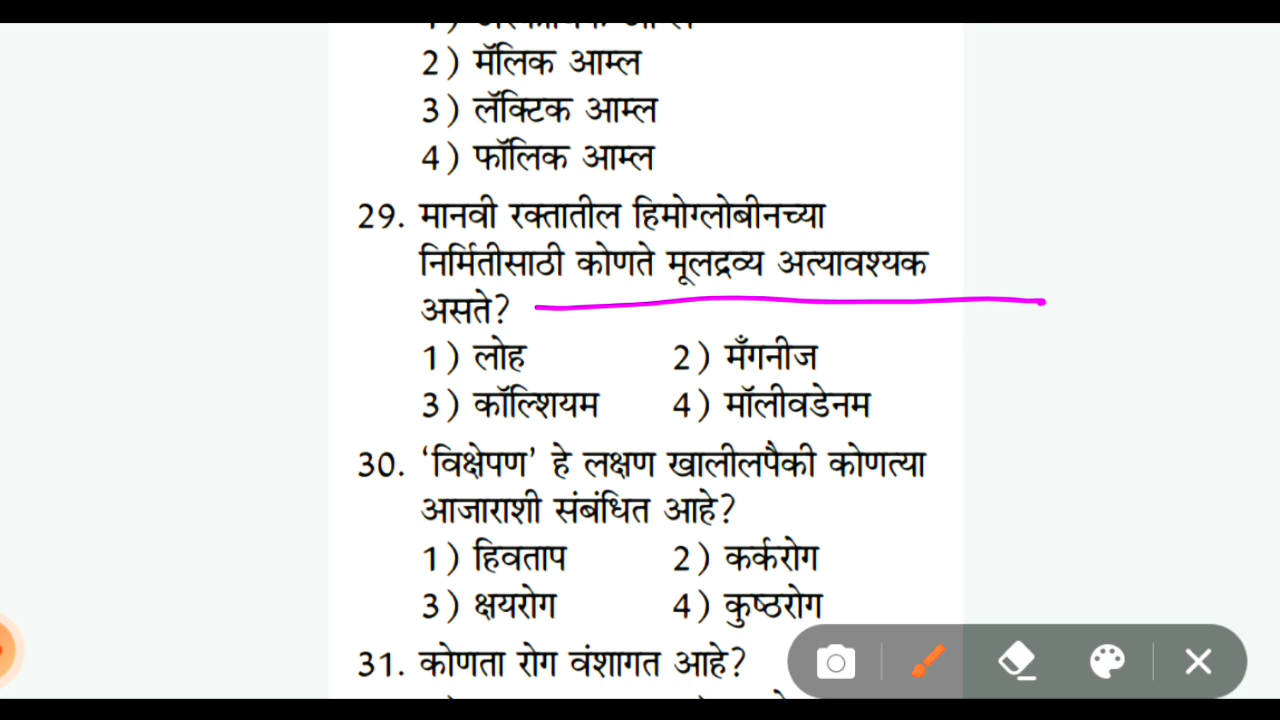 2) मॅलिक आम्ल
3) लॅक्टिक आम्ल
4) फॉलिक आम्ल
29. मानवी रक्तातील हिमोग्लोबीनच्या
निर्मितीसाठी कोणते मूलद्रव्य अत्यावश्यक
असते?
1) लोह 2) मँगनीज
3) कॉल्शियम 4) मॉलीवडेनम
30. ‘विक्षेपण’ हे लक्षण खालीलपैकी कोणत्या
आजाराशी संबंधित आहे?
1) हिवताप 2) कर्करोग
3) क्षयरोग 4) कुष्ठरोग
31. कोणता रोग वंशागत आहे?